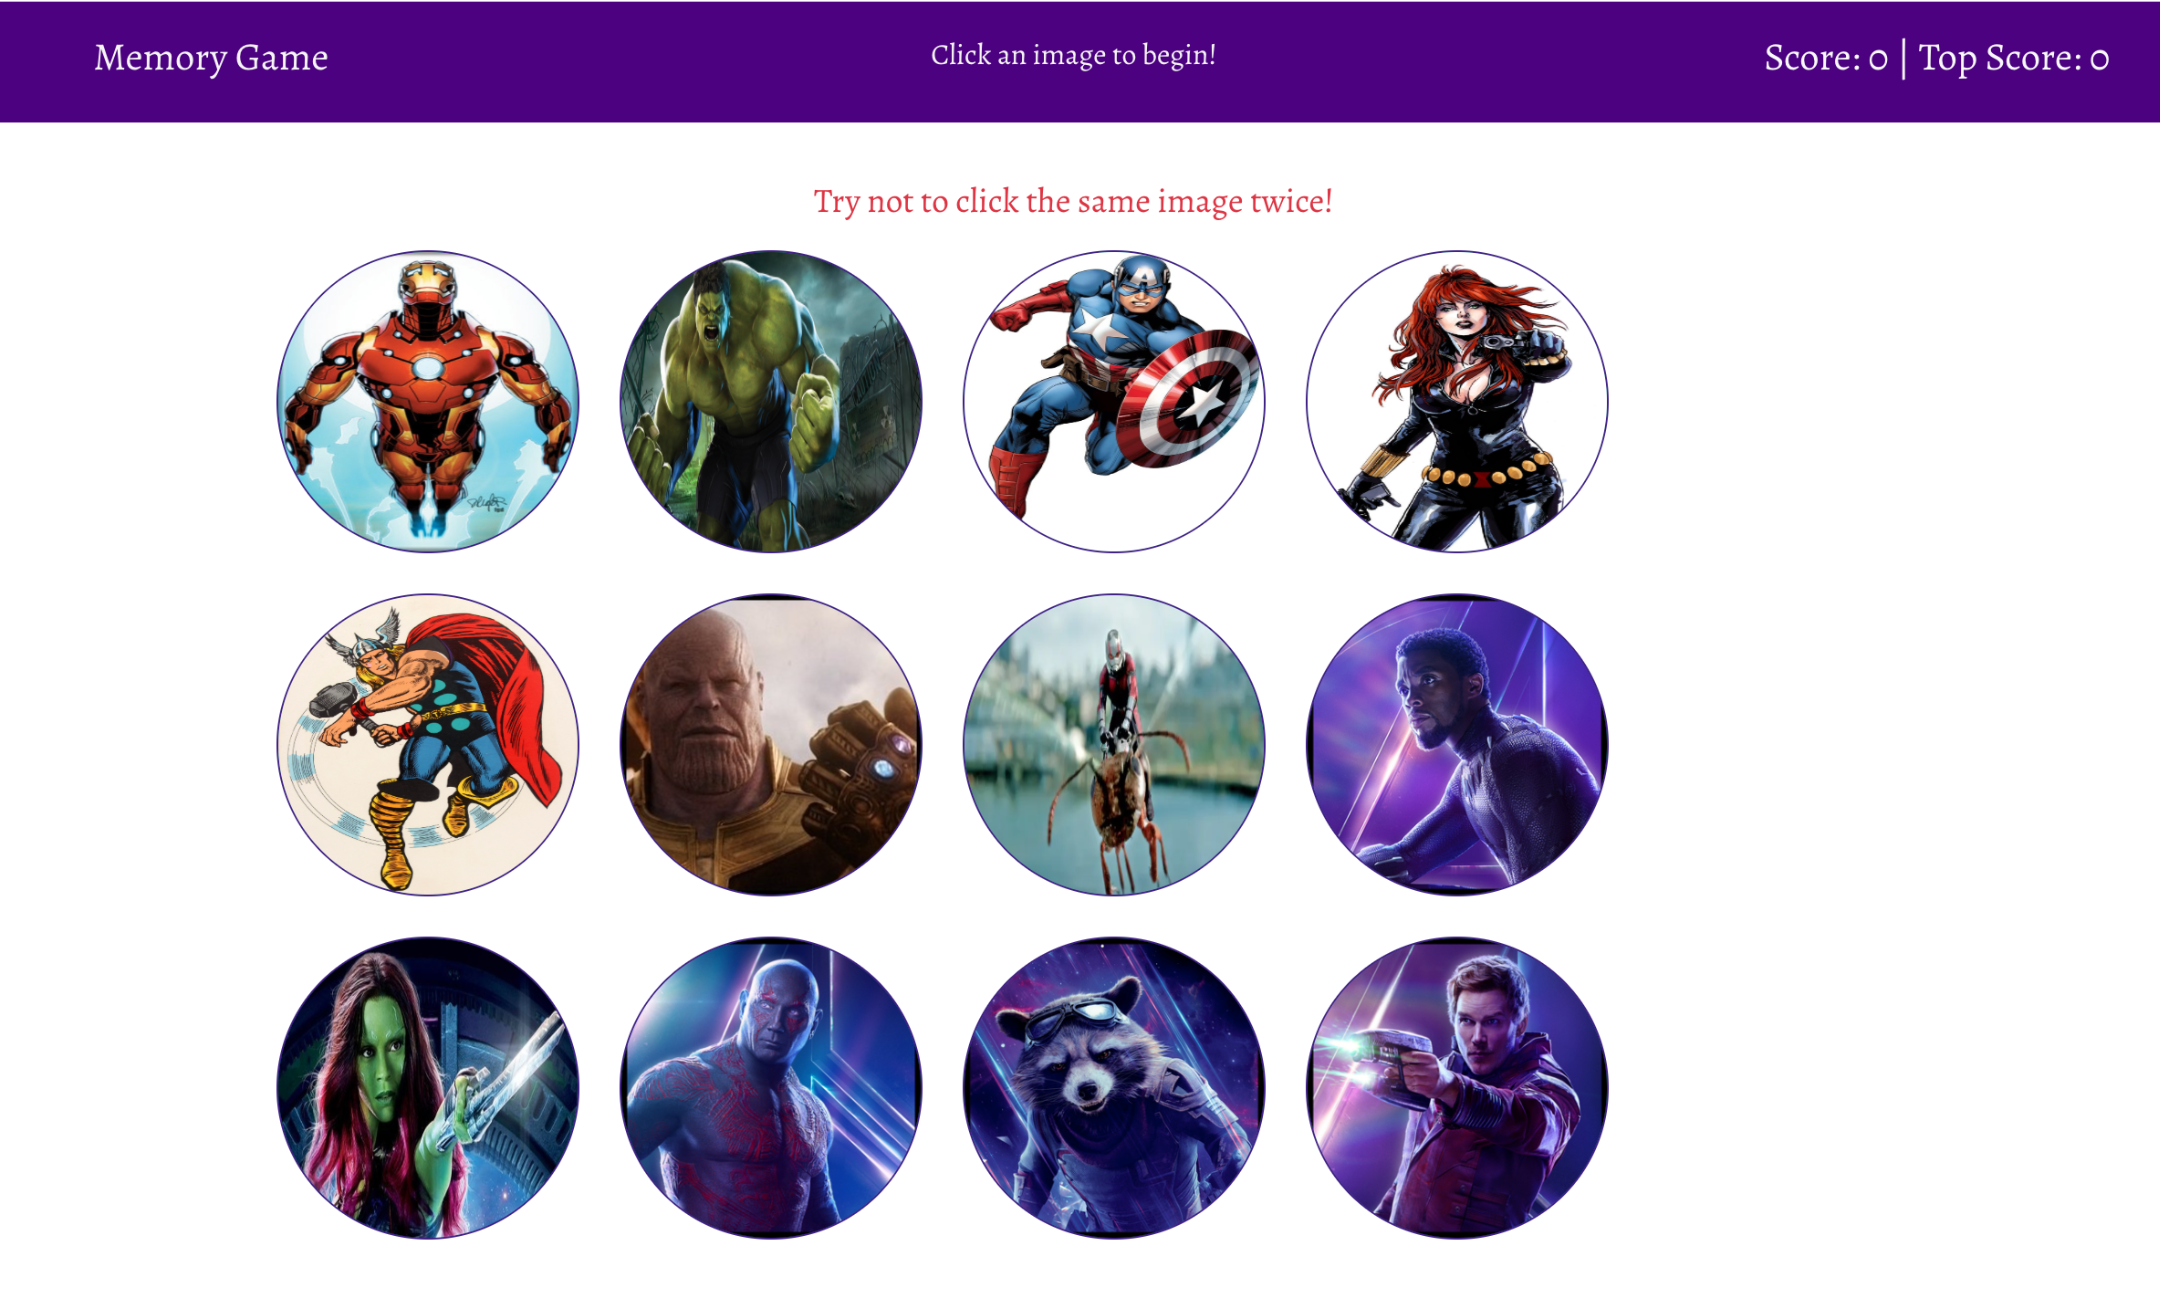 Memory Game
Click an image to begin!
Score: 0 | Top Score: 0
Try not to click the same image twice!